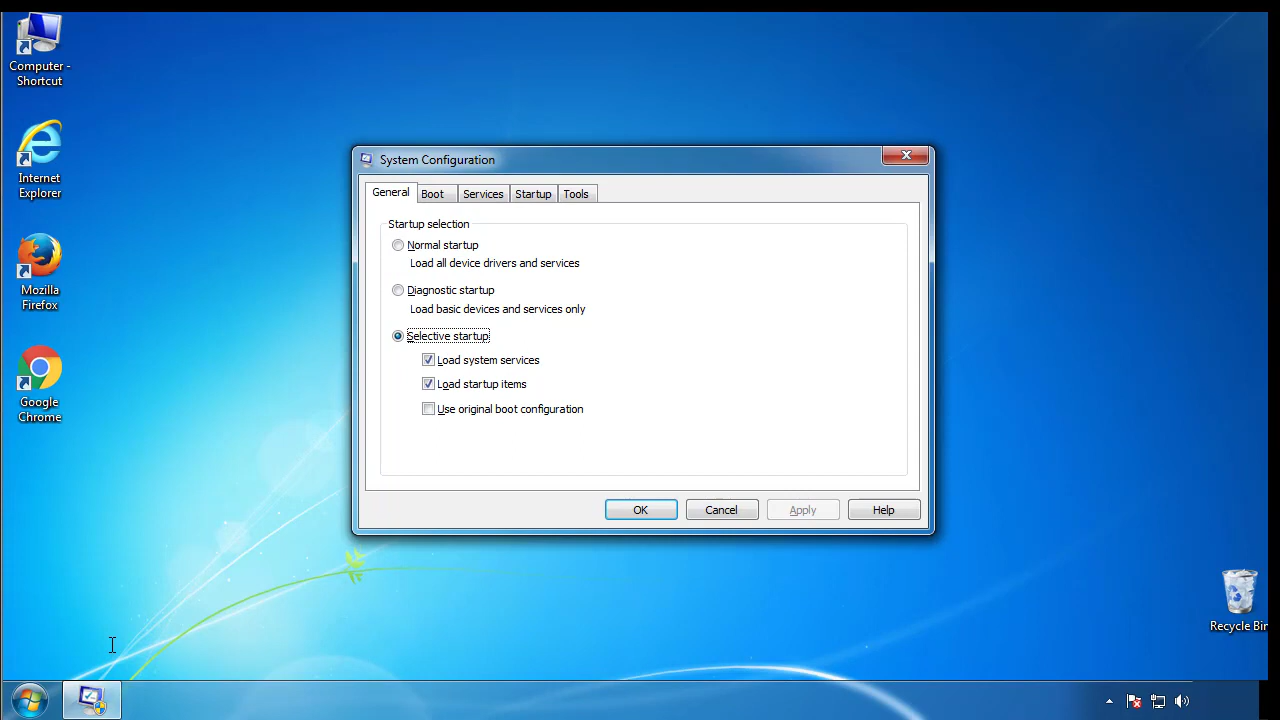 Computer -
Shortcut
Internet
Explorer
Mozilla
Firefox
Google
Chrome
System Configuration
General Boot Services Startup Tools
Startup selection
Normal startup
Load all device drivers and services
Diagnostic startup
Load basic devices and services only
Selective startup
Load system services
Load startup items
Use original boot configuration
OK Cancel Apply Help
Recycle Bin